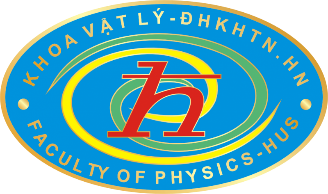 KHOA VẬT LÝ-ĐHKHTN.HN
ħ
FACULTY OF PHYSICS-HUS